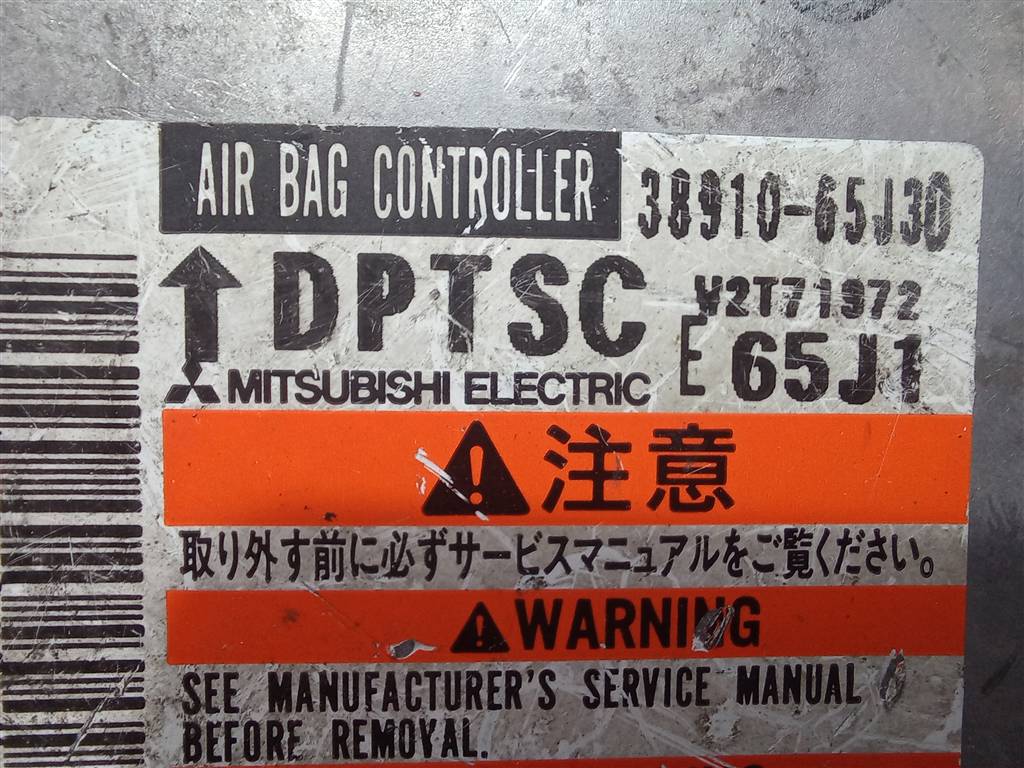 AIR BAG CONTROLLER 38910-65J30
DPTSC W2T71972
MITSUBISHI ELECTRIC E 65J1
注意
取り外す前に必ずサービスマニュアルをご覧ください。
WARNING
SEE MANUFACTURER'S SERVICE MANUAL
BEFORE REMOVAL.